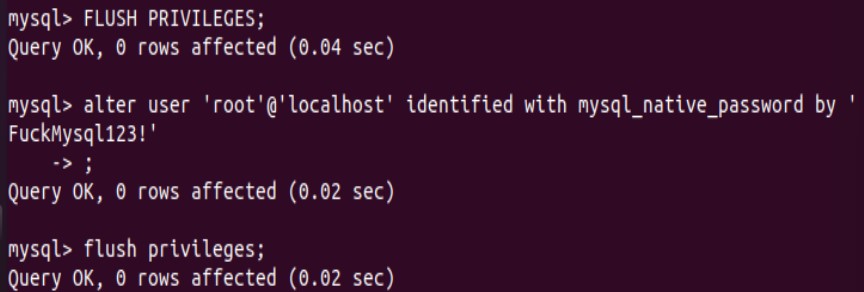 mysql> FLUSH PRIVILEGES;
Query OK, 0 rows affected (0.04 sec)
mysql> alter user 'root'@'localhost' identified with mysql_native_password by '
FuckMysql123!'
    -> ;
Query OK, 0 rows affected (0.02 sec)
mysql> flush privileges;
Query OK, 0 rows affected (0.02 sec)